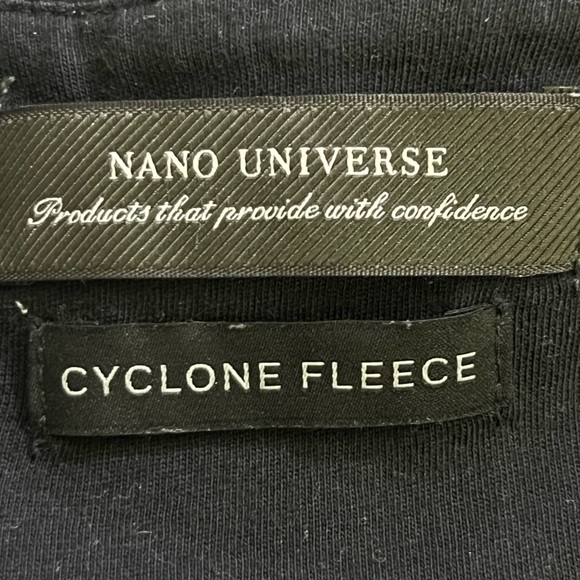 NANO UNIVERSE
Products that provide with confidence
CYCLONE FLEECE